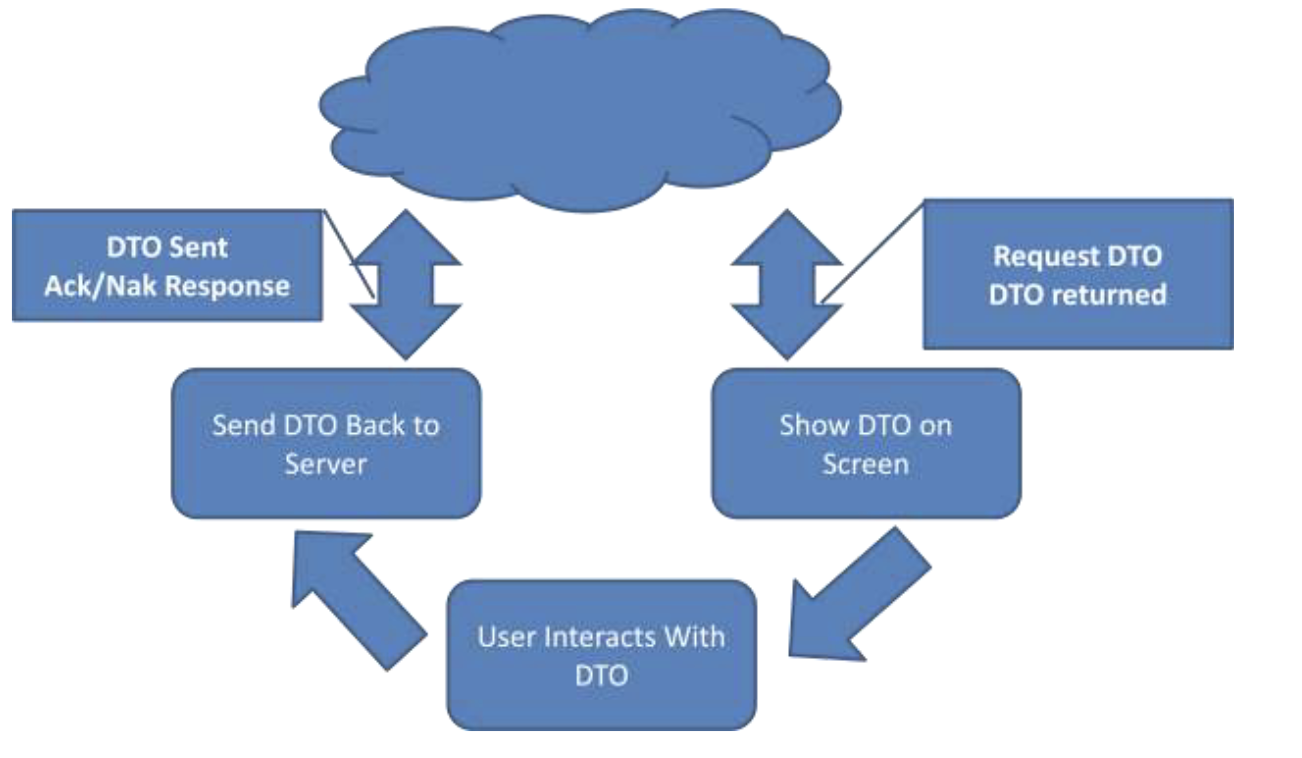 DTO Sent
Ack/Nak Response
Request DTO
DTO returned
Send DTO Back to
Server
Show DTO on
Screen
User Interacts With
DTO